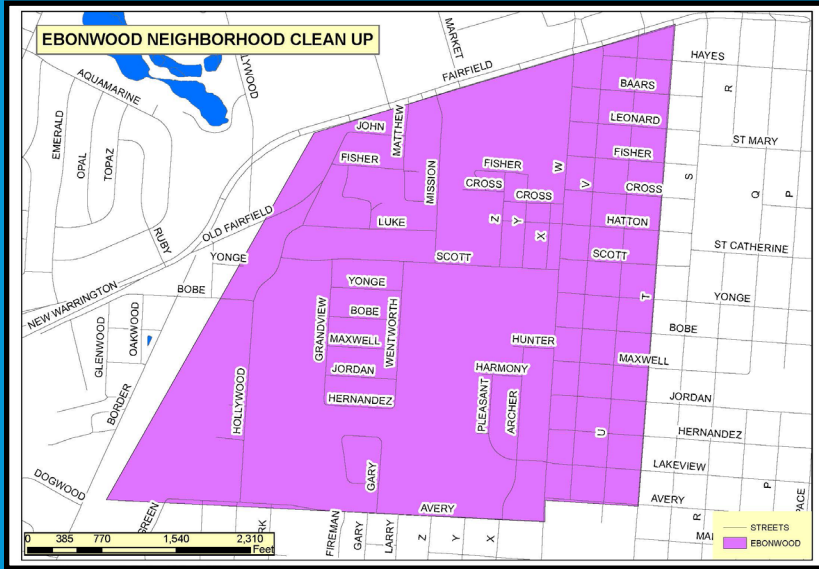 EBONWOOD NEIGHBORHOOD CLEAN UP
MARKET
FAIRFIELD
HAYES
LYWOOD
AQUAMARINE
BAARS
R
EMERALD
OPAL
TOPAZ
JOHN
MATTHEW
LEONARD
ST MARY
FISHER
FISHER
FISHER
W
CROSS
CROSS
V
CROSS
S
Q
P
MISSION
RUBY
OLD FAIRFIELD
LUKE
Z
Y
X
HATTON
ST CATHERINE
YONGE
SCOTT
SCOTT
NEW WARRINGTON
BOBE
YONGE
T
YONGE
BOBE
GRANDVIEW
WENTWORTH
BOBE
GLENWOOD
OAKWOOD
MAXWELL
HUNTER
MAXWELL
JORDAN
HARMONY
JORDAN
BORDER
HOLLYWOOD
HERNANDEZ
PLEASANT
ARCHER
U
HERNANDEZ
LAKEVIEW
DOGWOOD
GARY
P
AVERY
AVERY
GREEN
RK
FIREMAN
GARY
LARRY
Z
Y
X
R
ACE
MA
0 385 770 1,540 2,310
Feet
STREETS
EBONWOOD